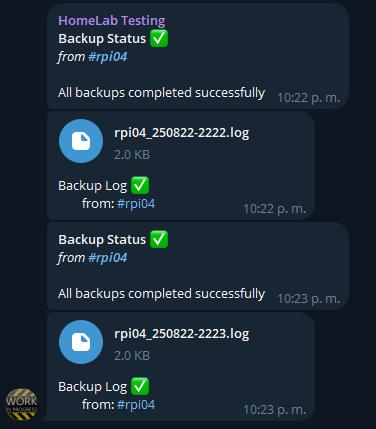 HomeLab Testing
Backup Status ✅
from #rpi04
All backups completed successfully
10:22 p. m.
rpi04_250822-2222.log
2.0 KB
Backup Log ✅
from: #rpi04
10:22 p. m.
Backup Status ✅
from #rpi04
All backups completed successfully
10:23 p. m.
rpi04_250822-2223.log
2.0 KB
Backup Log ✅
from: #rpi04
10:23 p. m.
WORK
IN PROGRESS